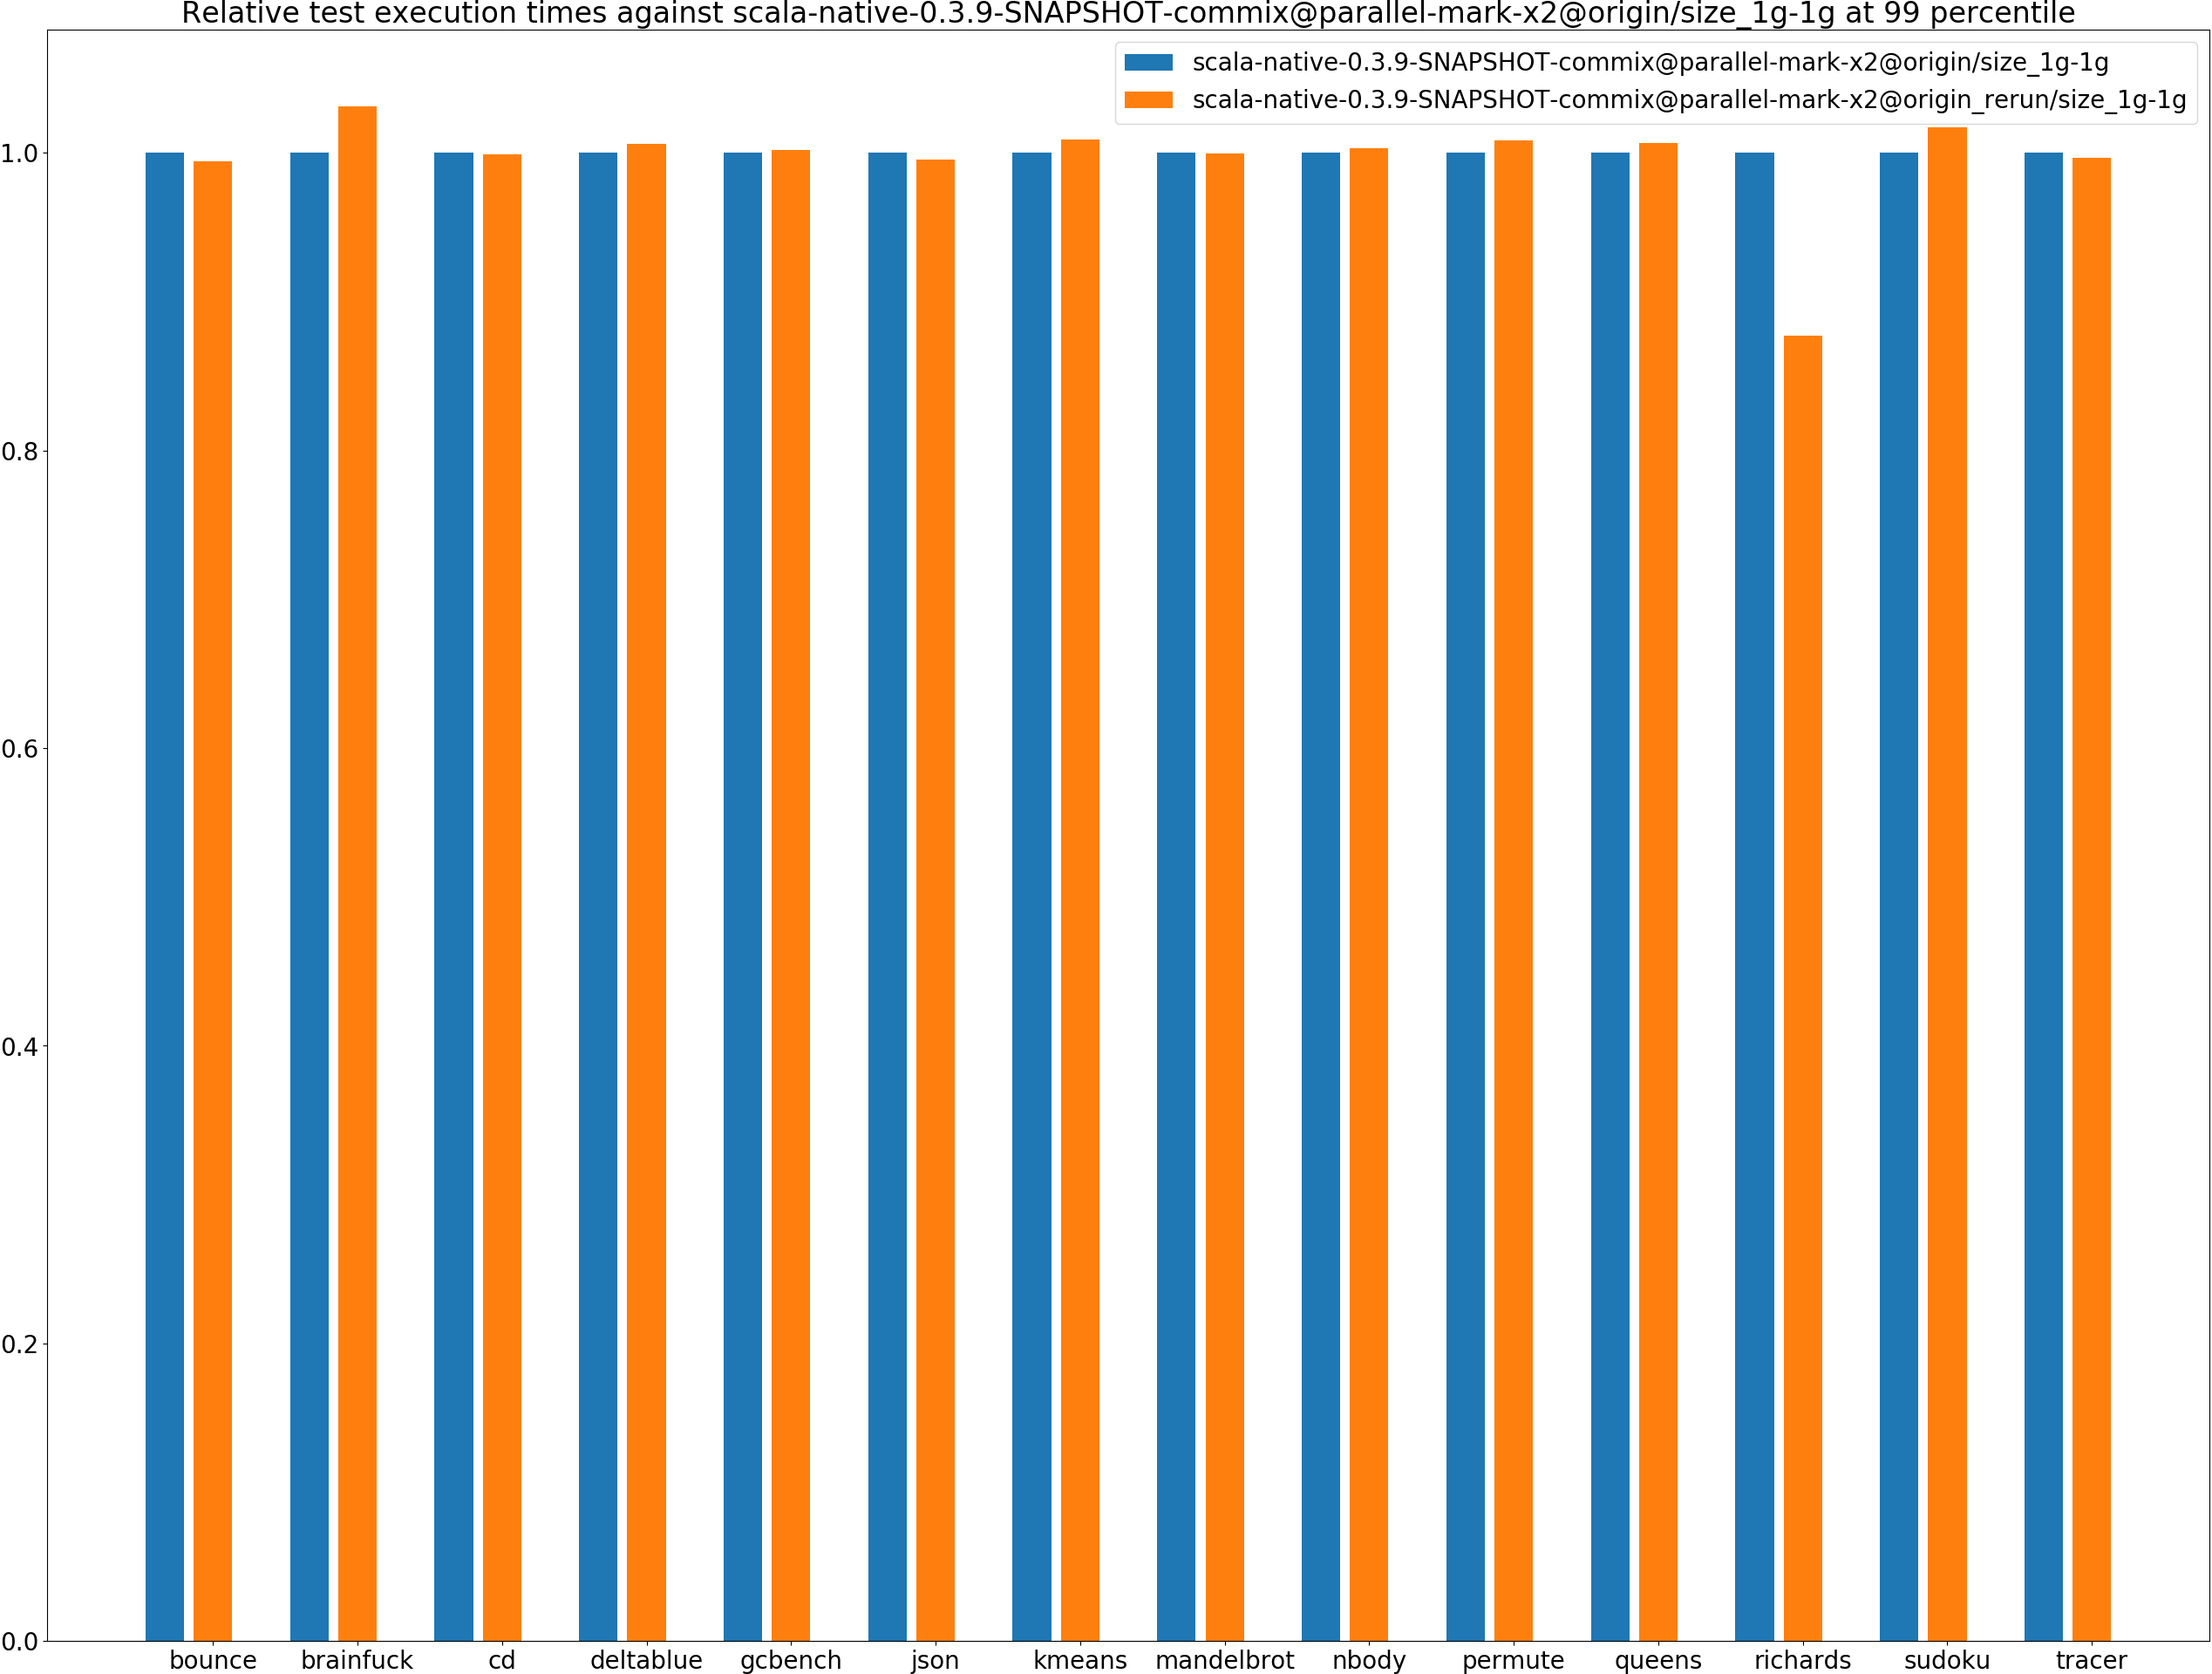 Relative test execution times against scala-native-0.3.9-SNAPSHOT-commix@parallel-mark-x2@origin/size_1g-1g at 99 percentile
scala-native-0.3.9-SNAPSHOT-commix@parallel-mark-x2@origin/size_1g-1g
scala-native-0.3.9-SNAPSHOT-commix@parallel-mark-x2@origin_rerun/size_1g-1g
1.0
0.8
0.6
0.4
0.2
0.0
bounce brainfuck cd deltablue gcbench json kmeans mandelbrot nbody permute queens richards sudoku tracer